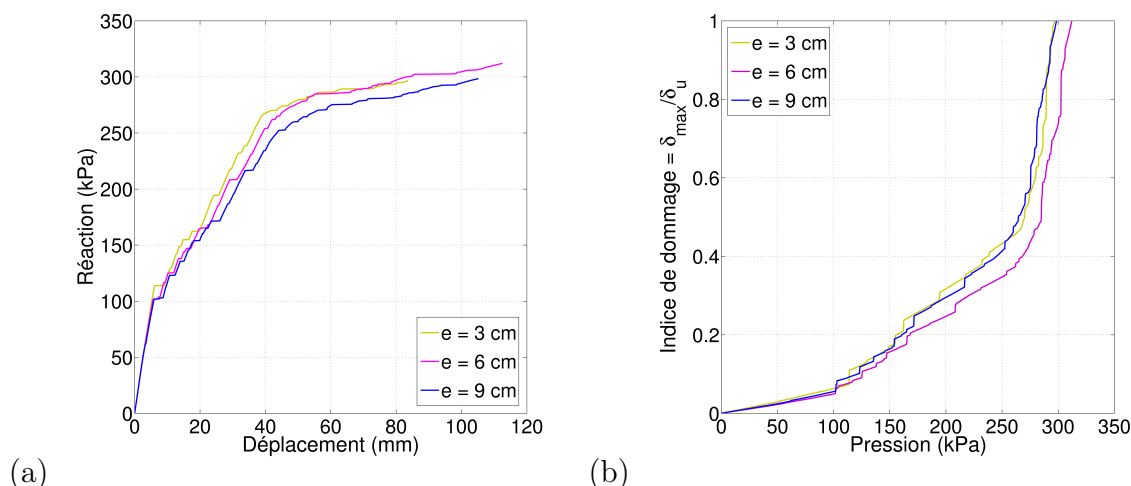 350
300
250
200
150
100
50
0
Réaction (kPa)
0 20 40 60 80 100 120
Déplacement (mm)
e = 3 cm
e = 6 cm
e = 9 cm
(a)
1
0.8
0.6
0.4
0.2
0
Indice de dommage = δmax/δu
0 50 100 150 200 250 300 350
Pression (kPa)
e = 3 cm
e = 6 cm
e = 9 cm
(b)